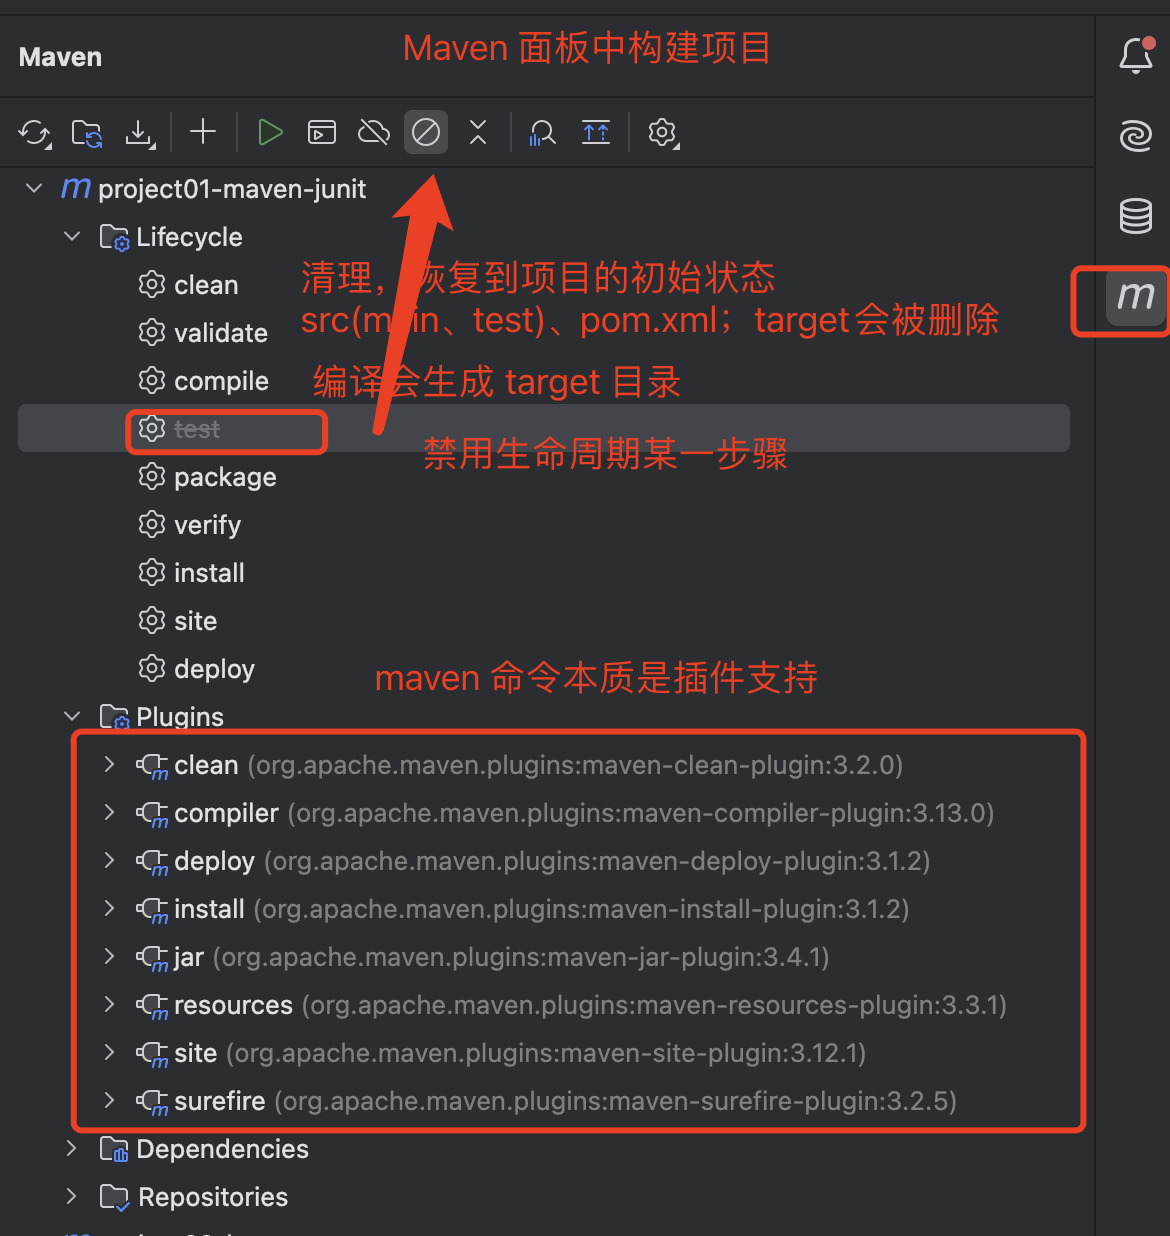 Maven
Maven 面板中构建项目
m project01-maven-junit
Lifecycle
clean
清理，恢复到项目的初始状态
src(main、test)、pom.xml；target会被删除
validate
compile
编译会生成 target 目录
test
禁用生命周期某一步骤
package
verify
install
site
deploy
maven 命令本质是插件支持
Plugins
clean (org.apache.maven.plugins:maven-clean-plugin:3.2.0)
compiler (org.apache.maven.plugins:maven-compiler-plugin:3.13.0)
deploy (org.apache.maven.plugins:maven-deploy-plugin:3.1.2)
install (org.apache.maven.plugins:maven-install-plugin:3.1.2)
jar (org.apache.maven.plugins:maven-jar-plugin:3.4.1)
resources (org.apache.maven.plugins:maven-resources-plugin:3.3.1)
site (org.apache.maven.plugins:maven-site-plugin:3.12.1)
surefire (org.apache.maven.plugins:maven-surefire-plugin:3.2.5)
Dependencies
Repositories
m